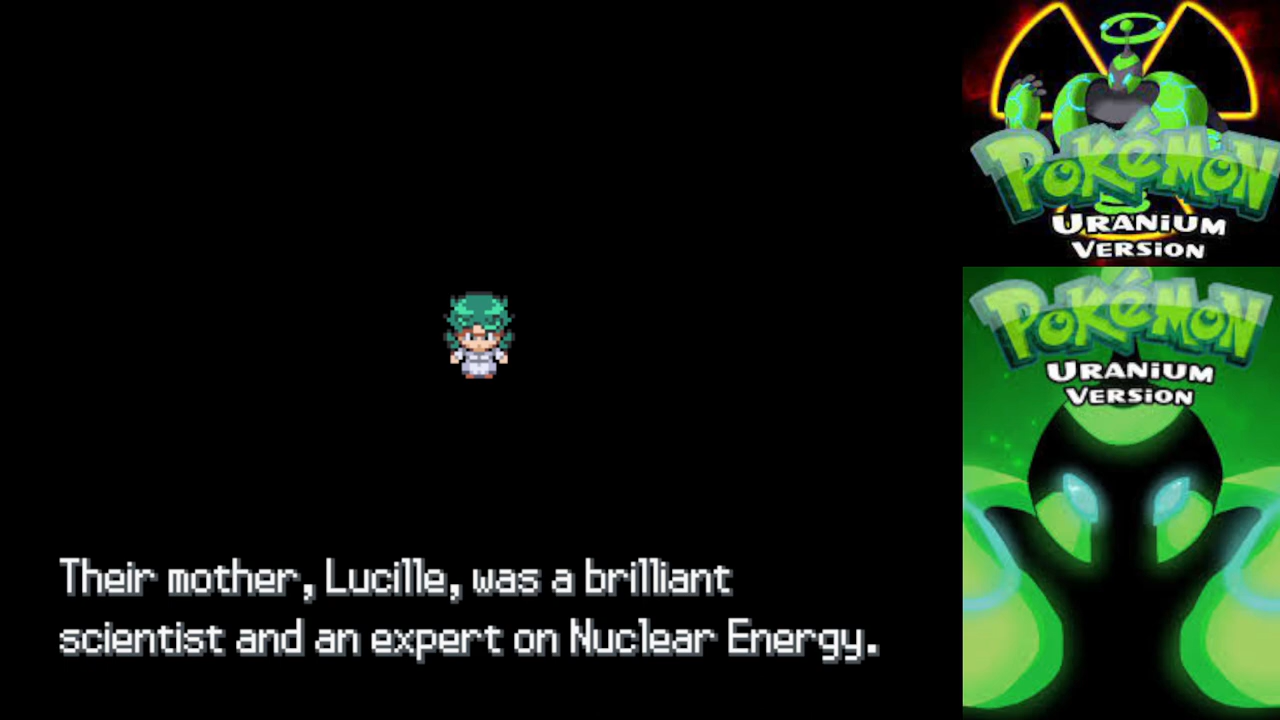 Their mother, Lucille, was a brilliant
scientist and an expert on Nuclear Energy.
POKéMON
URANiUM
VERSiON
POKéMON
URANiUM
VERSiON